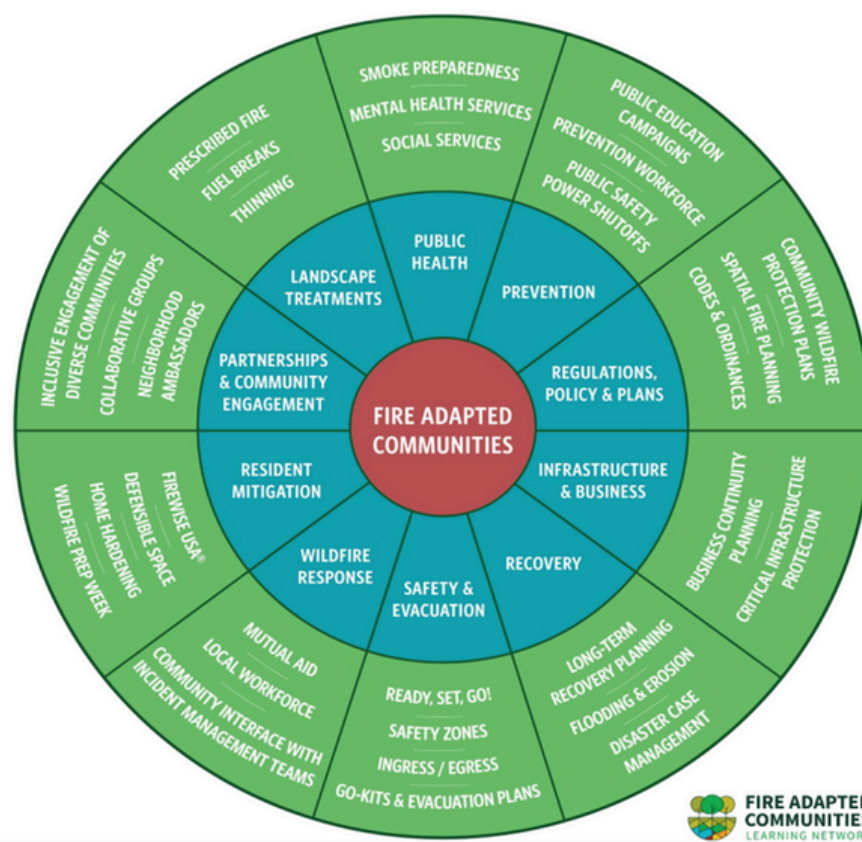 SMOKE PREPAREDNESS
MENTAL HEALTH SERVICES
SOCIAL SERVICES
PUBLIC
HEALTH
PUBLIC EDUCATION
CAMPAIGNS
PREVENTION WORKFORCE
PUBLIC SAFETY
POWER SHUTOFFS
PREVENTION
COMMUNITY WILDFIRE
PROTECTION PLANS
SPATIAL FIRE PLANNING
CODES & ORDINANCES
REGULATIONS,
POLICY & PLANS
BUSINESS CONTINUITY
PLANNING
CRITICAL INFRASTRUCTURE
PROTECTION
INFRASTRUCTURE
& BUSINESS
LONG-TERM
RECOVERY PLANNING
FLOODING & EROSION
DISASTER CASE
MANAGEMENT
RECOVERY
READY, SET, GO!
SAFETY ZONES
INGRESS / EGRESS
GO-KITS & EVACUATION PLANS
SAFETY &
EVACUATION
MUTUAL AID
LOCAL WORKFORCE
COMMUNITY INTERFACE WITH
INCIDENT MANAGEMENT TEAMS
WILDFIRE
RESPONSE
FIREWISE USA®
DEFENSIBLE SPACE
HOME HARDENING
WILDFIRE PREP WEEK
RESIDENT
MITIGATION
INCLUSIVE ENGAGEMENT OF
DIVERSE COMMUNITIES
COLLABORATIVE GROUPS
NEIGHBORHOOD
AMBASSADORS
PARTNERSHIPS
& COMMUNITY
ENGAGEMENT
PRESCRIBED FIRE
FUEL BREAKS
THINNING
LANDSCAPE
TREATMENTS
FIRE ADAPTED
COMMUNITIES
FIRE ADAPTED
COMMUNITIES
LEARNING NETWOR